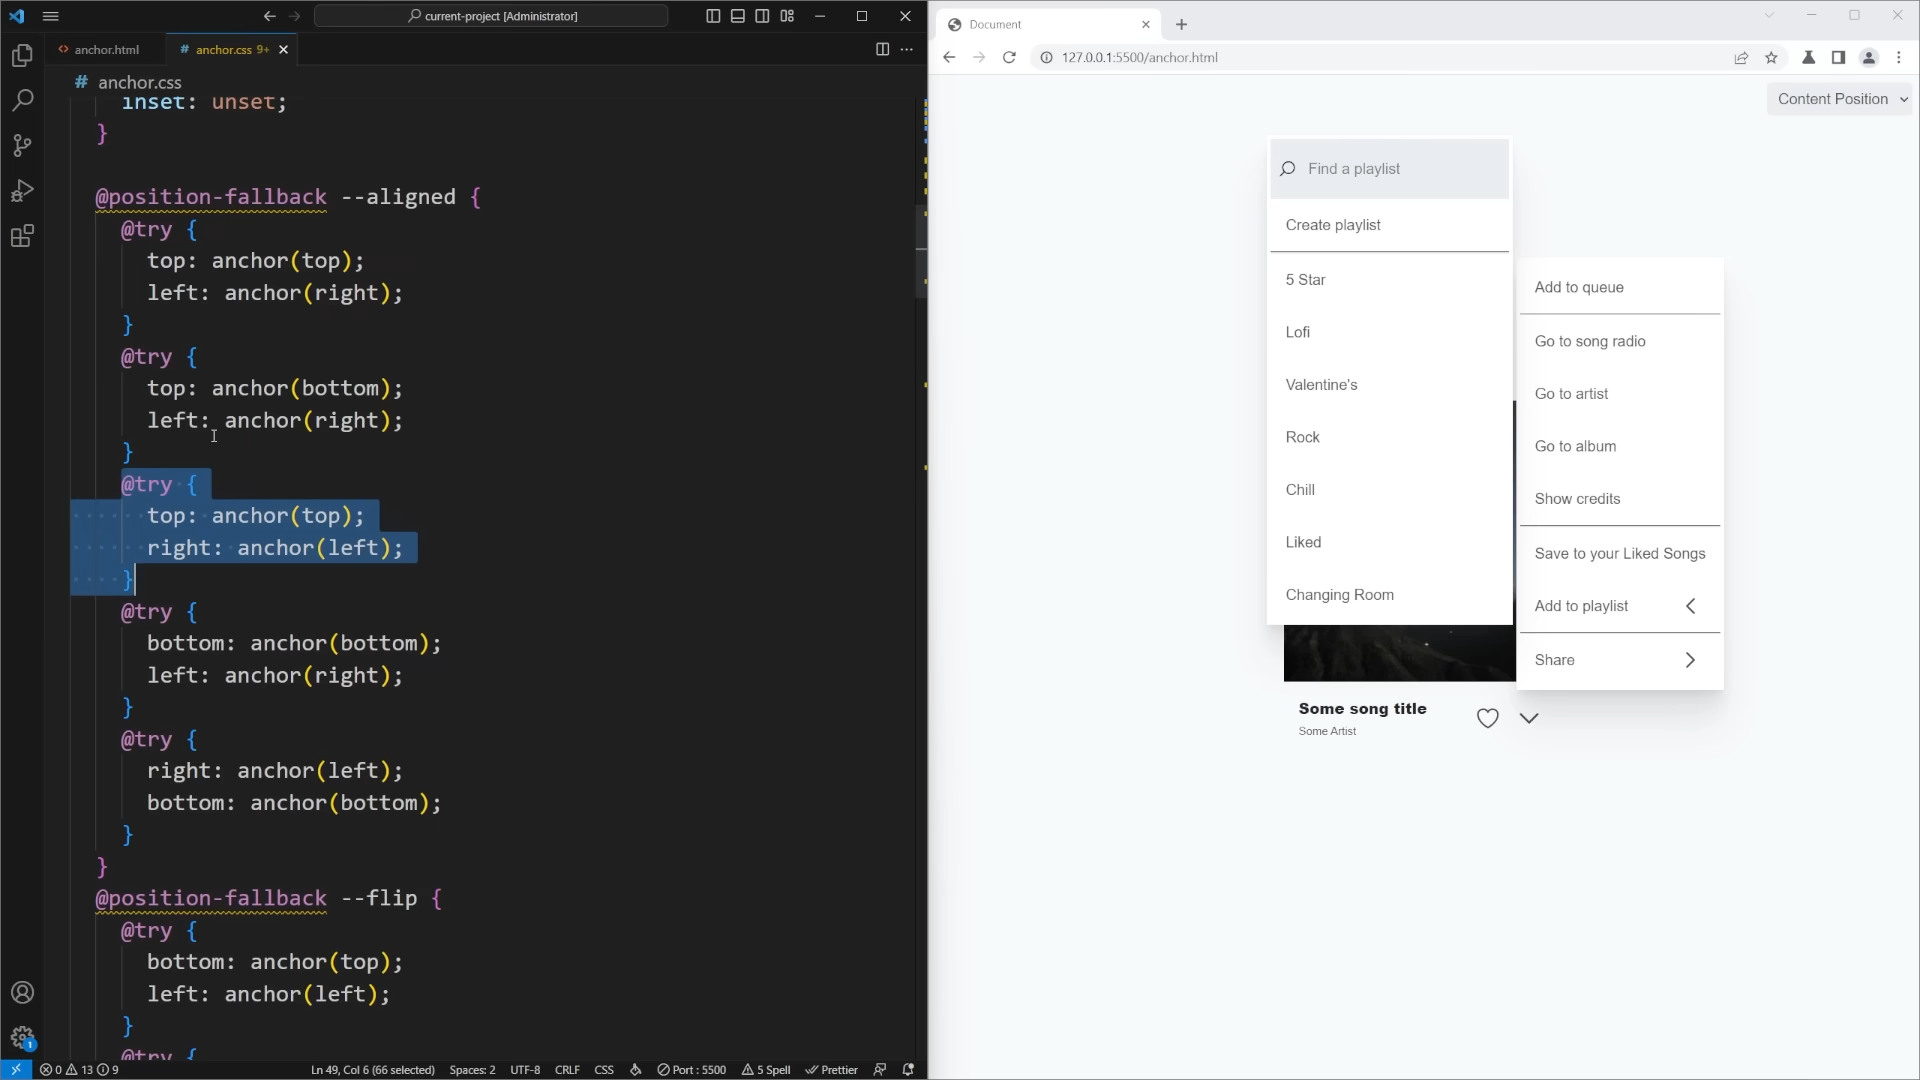 current-project [Administrator]
anchor.html
# anchor.css 9+
# anchor.css
inset: unset;
}
@position-fallback --aligned {
@try {
top: anchor(top);
left: anchor(right);
}
@try {
top: anchor(bottom);
left: anchor(right);
}
@try {
top: anchor(top);
right: anchor(left);
}
@try {
bottom: anchor(bottom);
left: anchor(right);
}
@try {
right: anchor(left);
bottom: anchor(bottom);
}
}
@position-fallback --flip {
@try {
bottom: anchor(top);
left: anchor(left);
}
@try {
1
0 13 9
Ln 49, Col 6 (66 selected)
Spaces: 2
UTF-8
CRLF
CSS
Port : 5500
5 Spell
Prettier
Document
127.0.0.1:5500/anchor.html
Content Position
Find a playlist
Create playlist
5 Star
Lofi
Valentine's
Rock
Chill
Liked
Changing Room
Add to queue
Go to song radio
Go to artist
Go to album
Show credits
Save to your Liked Songs
Add to playlist
Share
Some song title
Some Artist